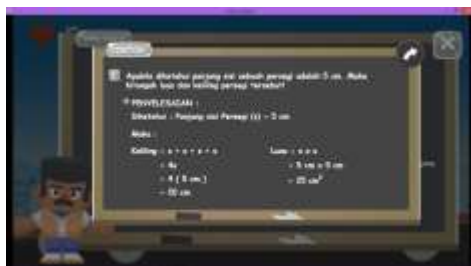 Apabila diketahui panjang sisi sebuah persegi adalah 5 cm. Maka
hitunglah luas dan keliling persegi tersebut!
PENYELESAIAN :
Diketahui : Panjang sisi Persegi (s) = 5 cm
Maka :
Keliling = s + s + s + s
= 4s
= 4 ( 5 cm )
= 20 cm
Luas = s x s
= 5 cm x 5 cm
= 25 cm²